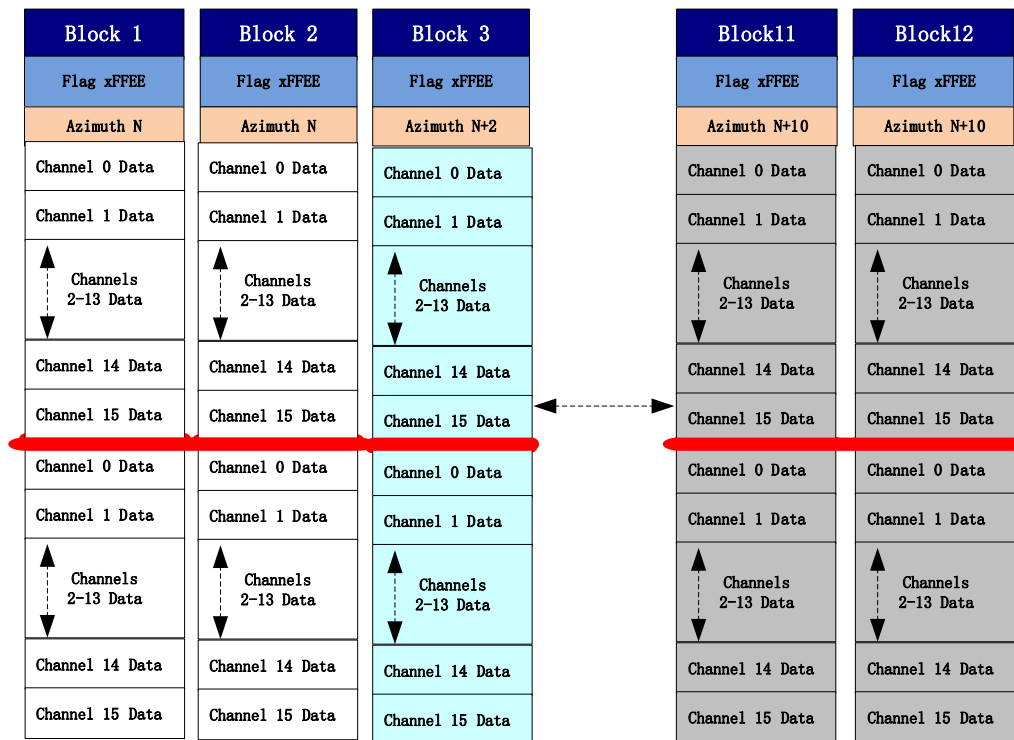 Block 1
Flag xFFEE
Azimuth N
Channel 0 Data
Channel 1 Data
Channels
2-13 Data
Channel 14 Data
Channel 15 Data
Channel 0 Data
Channel 1 Data
Channels
2-13 Data
Channel 14 Data
Channel 15 Data
Block 2
Flag xFFEE
Azimuth N
Channel 0 Data
Channel 1 Data
Channels
2-13 Data
Channel 14 Data
Channel 15 Data
Channel 0 Data
Channel 1 Data
Channels
2-13 Data
Channel 14 Data
Channel 15 Data
Block 3
Flag xFFEE
Azimuth N+2
Channel 0 Data
Channel 1 Data
Channels
2-13 Data
Channel 14 Data
Channel 15 Data
Channel 0 Data
Channel 1 Data
Channels
2-13 Data
Channel 14 Data
Channel 15 Data
Block11
Flag xFFEE
Azimuth N+10
Channel 0 Data
Channel 1 Data
Channels
2-13 Data
Channel 14 Data
Channel 15 Data
Channel 0 Data
Channel 1 Data
Channels
2-13 Data
Channel 14 Data
Channel 15 Data
Block12
Flag xFFEE
Azimuth N+10
Channel 0 Data
Channel 1 Data
Channels
2-13 Data
Channel 14 Data
Channel 15 Data
Channel 0 Data
Channel 1 Data
Channels
2-13 Data
Channel 14 Data
Channel 15 Data